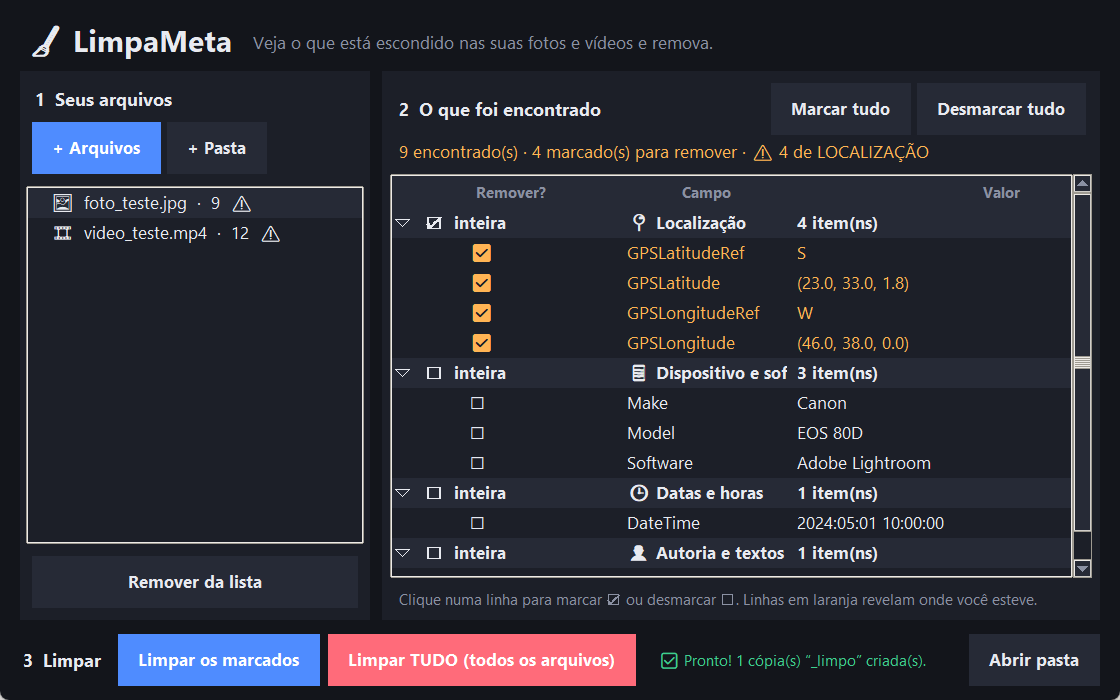 LimpaMeta Veja o que está escondido nas suas fotos e vídeos e remova.
1 Seus arquivos
+ Arquivos + Pasta
foto_teste.jpg · 9 ⚠
video_teste.mp4 · 12 ⚠
Remover da lista
2 O que foi encontrado Marcar tudo Desmarcar tudo
9 encontrado(s) · 4 marcado(s) para remover · ⚠ 4 de LOCALIZAÇÃO
Remover? Campo Valor
inteira Localização 4 item(ns)
GPSLatitudeRef S
GPSLatitude (23.0, 33.0, 1.8)
GPSLongitudeRef W
GPSLongitude (46.0, 38.0, 0.0)
inteira Dispositivo e sof 3 item(ns)
Make Canon
Model EOS 80D
Software Adobe Lightroom
inteira Datas e horas 1 item(ns)
DateTime 2024:05:01 10:00:00
inteira Autoria e textos 1 item(ns)
Clique numa linha para marcar ☑ ou desmarcar ☐. Linhas em laranja revelam onde você esteve.
3 Limpar Limpar os marcados Limpar TUDO (todos os arquivos) Pronto! 1 cópia(s) “_limpo” criada(s). Abrir pasta